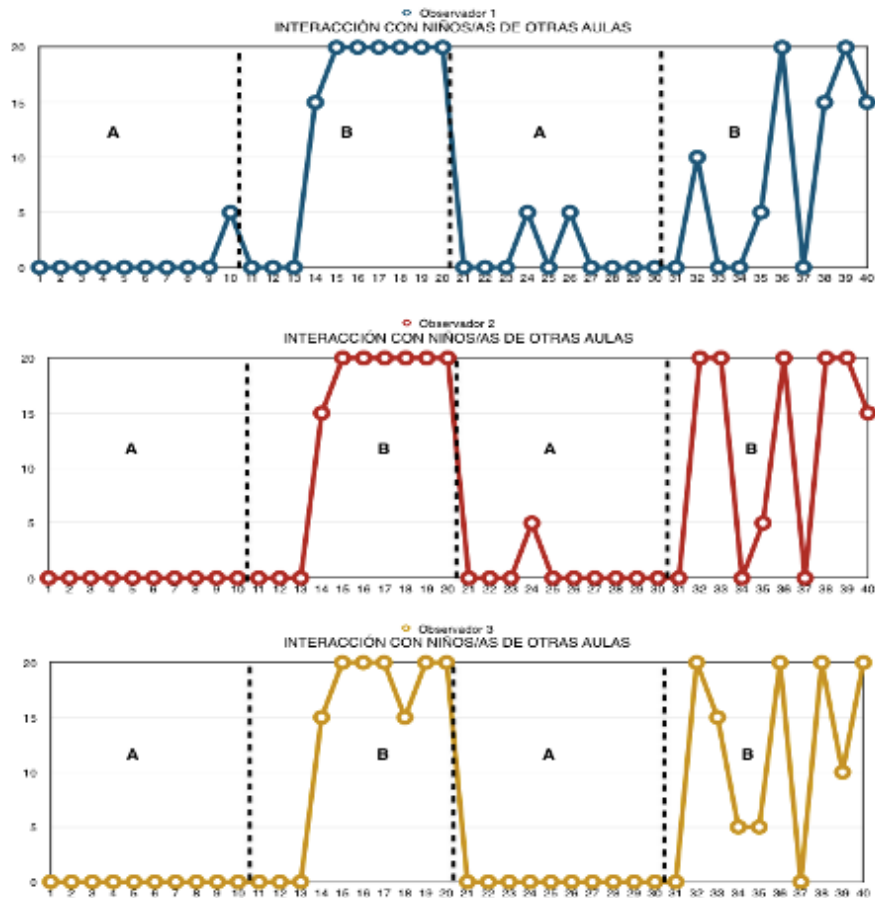 Observador 1
INTERACCIÓN CON NIÑOS/AS DE OTRAS AULAS
20
15
10
5
0
A
B
A
B
1 2 3 4 5 6 7 8 9 10 11 12 13 14 15 16 17 18 19 20 21 22 23 24 25 26 27 28 29 30 31 32 33 34 35 36 37 38 39 40
Observador 2
INTERACCIÓN CON NIÑOS/AS DE OTRAS AULAS
20
15
10
5
0
A
B
A
B
1 2 3 4 5 6 7 8 9 10 11 12 13 14 15 16 17 18 19 20 21 22 23 24 25 26 27 28 29 30 31 32 33 34 35 36 37 38 39 40
Observador 3
INTERACCIÓN CON NIÑOS/AS DE OTRAS AULAS
20
15
10
5
0
A
B
A
B
1 2 3 4 5 6 7 8 9 10 11 12 13 14 15 16 17 18 19 20 21 22 23 24 25 26 27 28 29 30 31 32 33 34 35 36 37 38 39 40